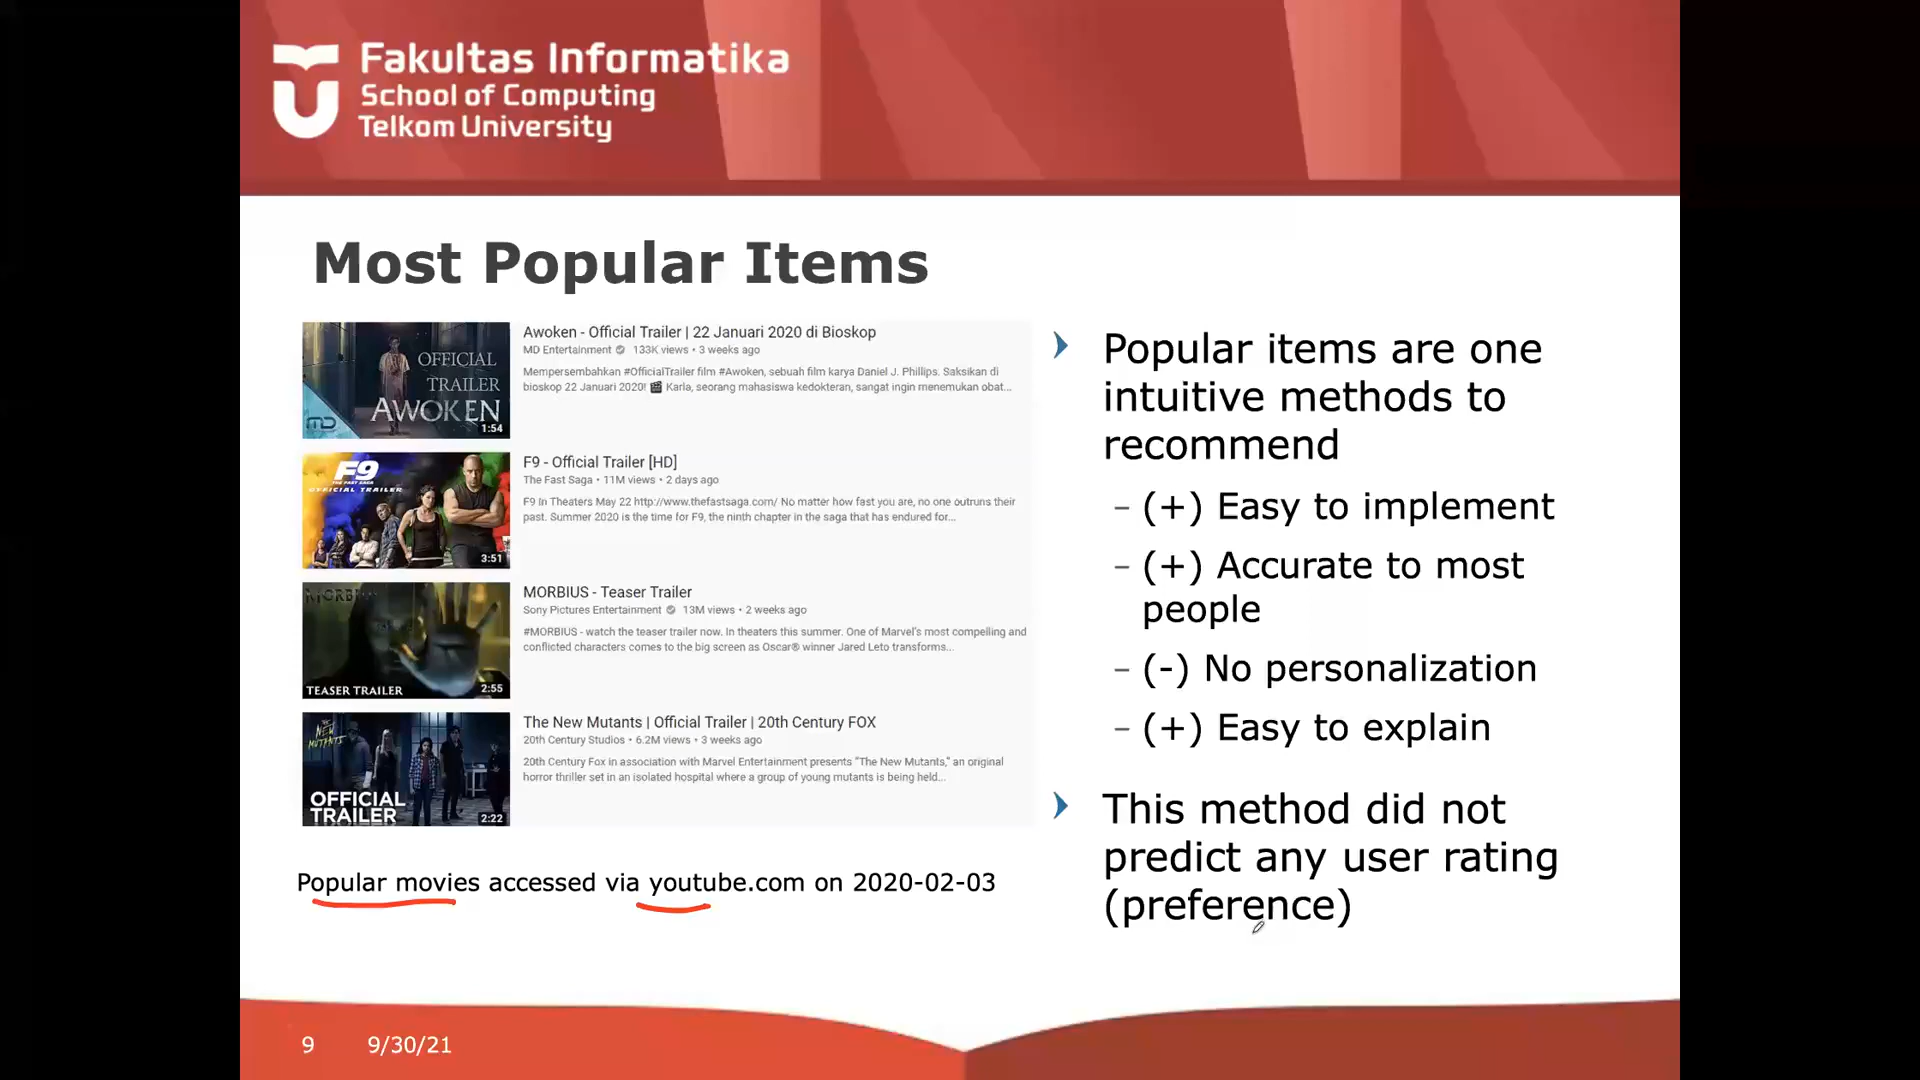 Fakultas Informatika
School of Computing
Telkom University
Most Popular Items
OFFICIAL
TRAILER
AWOKEN
1:54
Awoken - Official Trailer | 22 Januari 2020 di Bioskop
MD Entertainment 133K views • 3 weeks ago
Mempersembahkan #OfficialTrailer film #Awoken, sebuah film karya Daniel J. Phillips. Saksikan di
bioskop 22 Januari 2020! 🎬 Karla, seorang mahasiswa kedokteran, sangat ingin menemukan obat...
F9
THE FAST SAGA
OFFICIAL TRAILER
3:51
F9 - Official Trailer [HD]
The Fast Saga • 11M views • 2 days ago
F9 In Theaters May 22 http://www.thefastsaga.com/ No matter how fast you are, no one outruns their
past. Summer 2020 is the time for F9, the ninth chapter in the saga that has endured for...
MORBIUS
TEASER TRAILER
2:55
MORBIUS - Teaser Trailer
Sony Pictures Entertainment 13M views • 2 weeks ago
#MORBIUS - watch the teaser trailer now. In theaters this summer. One of Marvel's most compelling and
conflicted characters comes to the big screen as Oscar® winner Jared Leto transforms...
THE
NEW
MUTANTS
OFFICIAL
TRAILER
2:22
The New Mutants | Official Trailer | 20th Century FOX
20th Century Studios • 6.2M views • 3 weeks ago
20th Century Fox in association with Marvel Entertainment presents "The New Mutants," an original
horror thriller set in an isolated hospital where a group of young mutants is being held...
Popular movies accessed via youtube.com on 2020-02-03
Popular items are one
intuitive methods to
recommend
– (+) Easy to implement
– (+) Accurate to most
people
– (-) No personalization
– (+) Easy to explain
This method did not
predict any user rating
(preference)
9 9/30/21